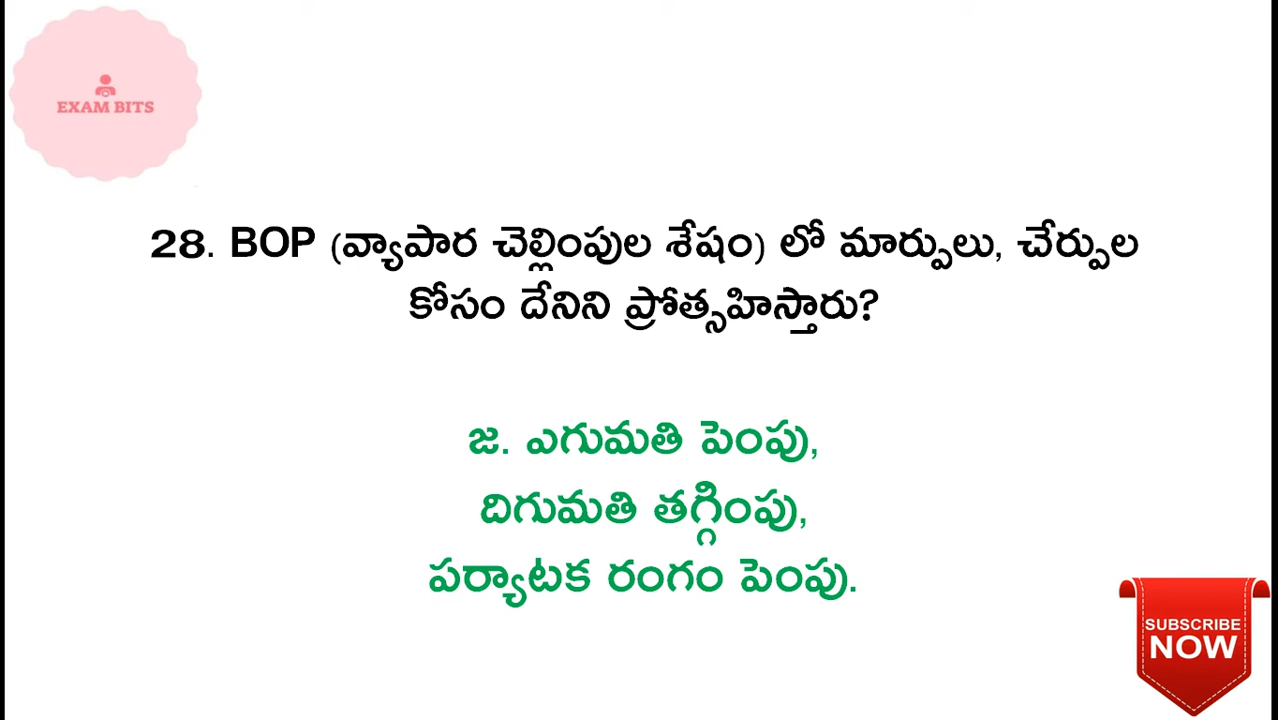 EXAM BITS
28. BOP (వ్యాపార చెల్లింపుల శేషం) లో మార్పులు, చేర్పుల
కోసం దేనిని ప్రోత్సహిస్తారు?
జ. ఎగుమతి పెంపు,
దిగుమతి తగ్గింపు,
పర్యాటక రంగం పెంపు.
SUBSCRIBE
NOW